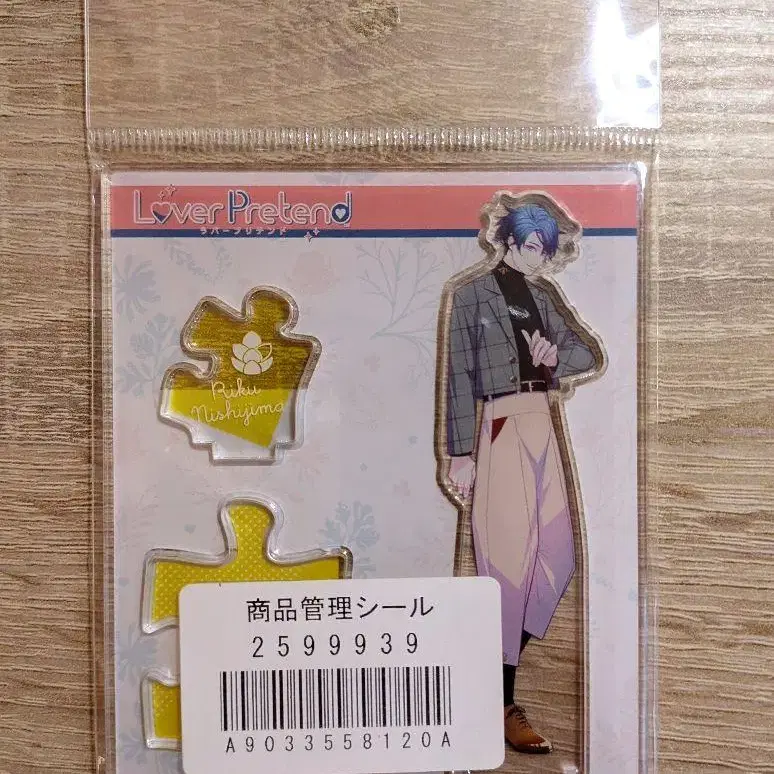 Lover Pretend
ラバープリテンド
Riku
Nishijima
商品管理シール
2599939
A9033558120A